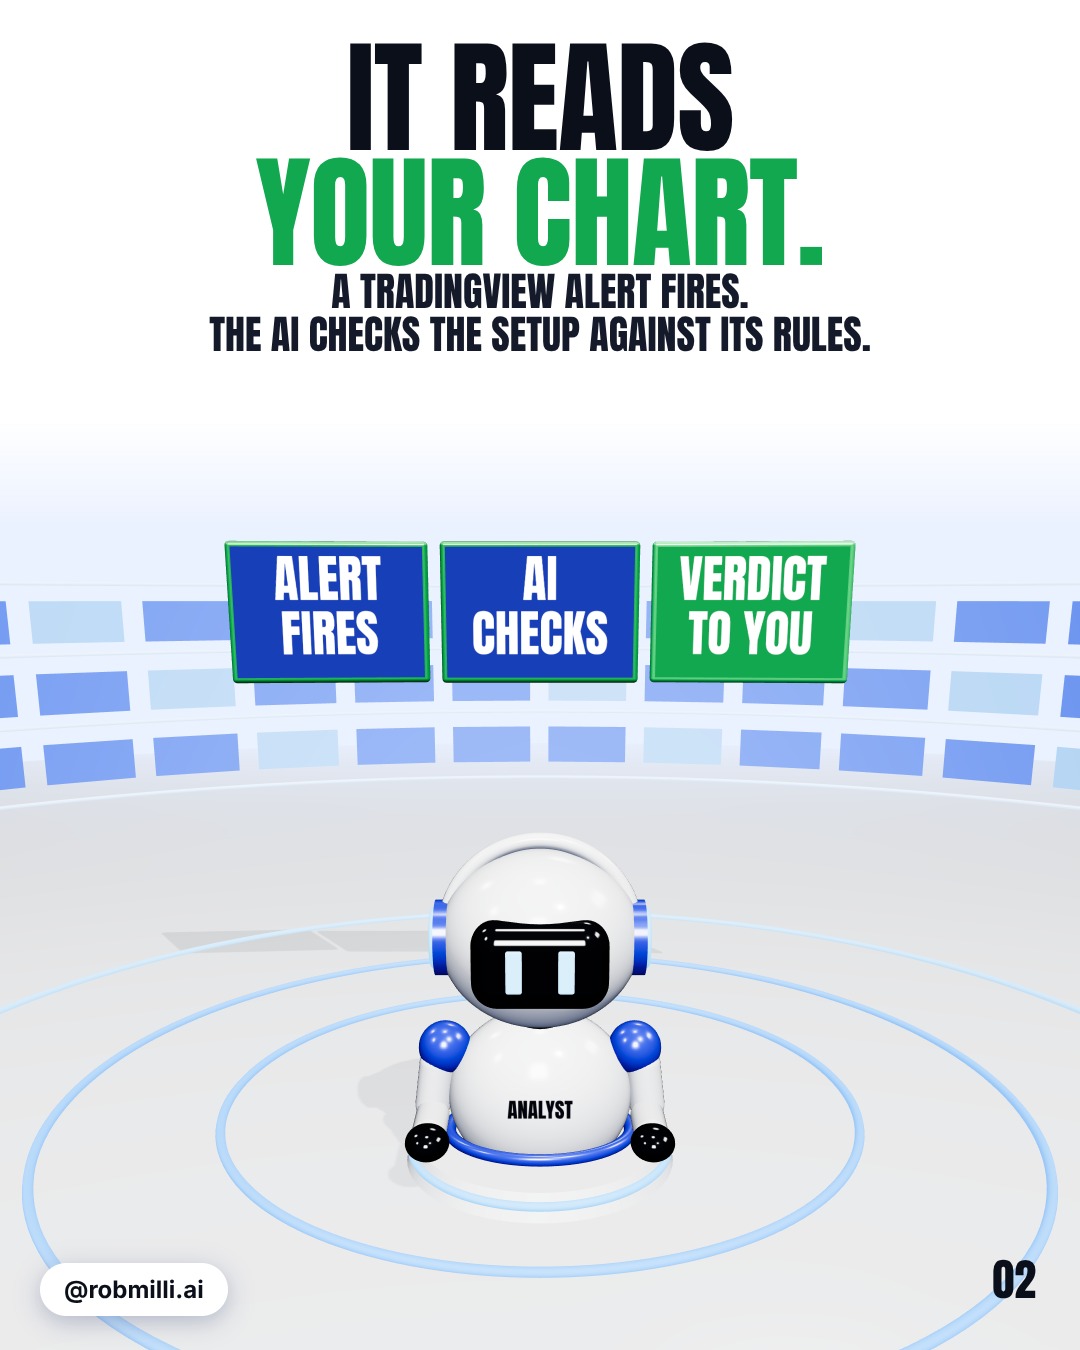 IT READS
YOUR CHART.
A TRADINGVIEW ALERT FIRES.
THE AI CHECKS THE SETUP AGAINST ITS RULES.
ALERT
FIRES
AI
CHECKS
VERDICT
TO YOU
ANALYST
@robmilli.ai
02